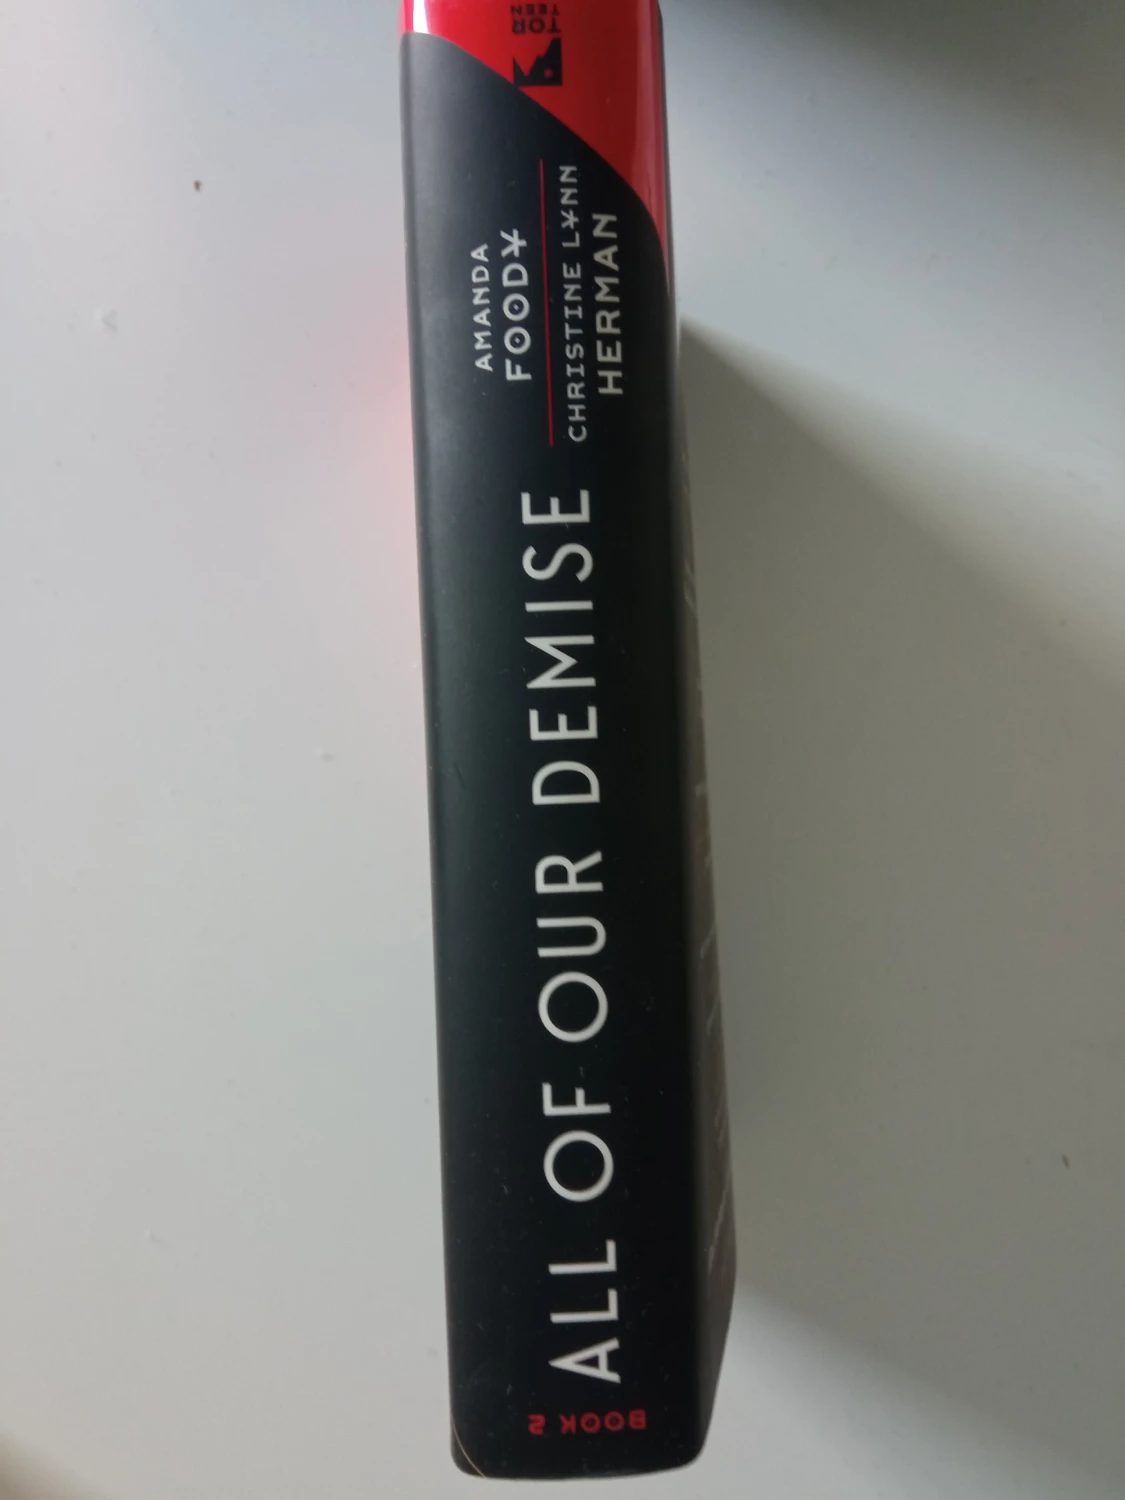 BOOK 2
ALL OF OUR DEMISE
AMANDA
FOODY
CHRISTINE LYNN
HERMAN
TOR
TEEN